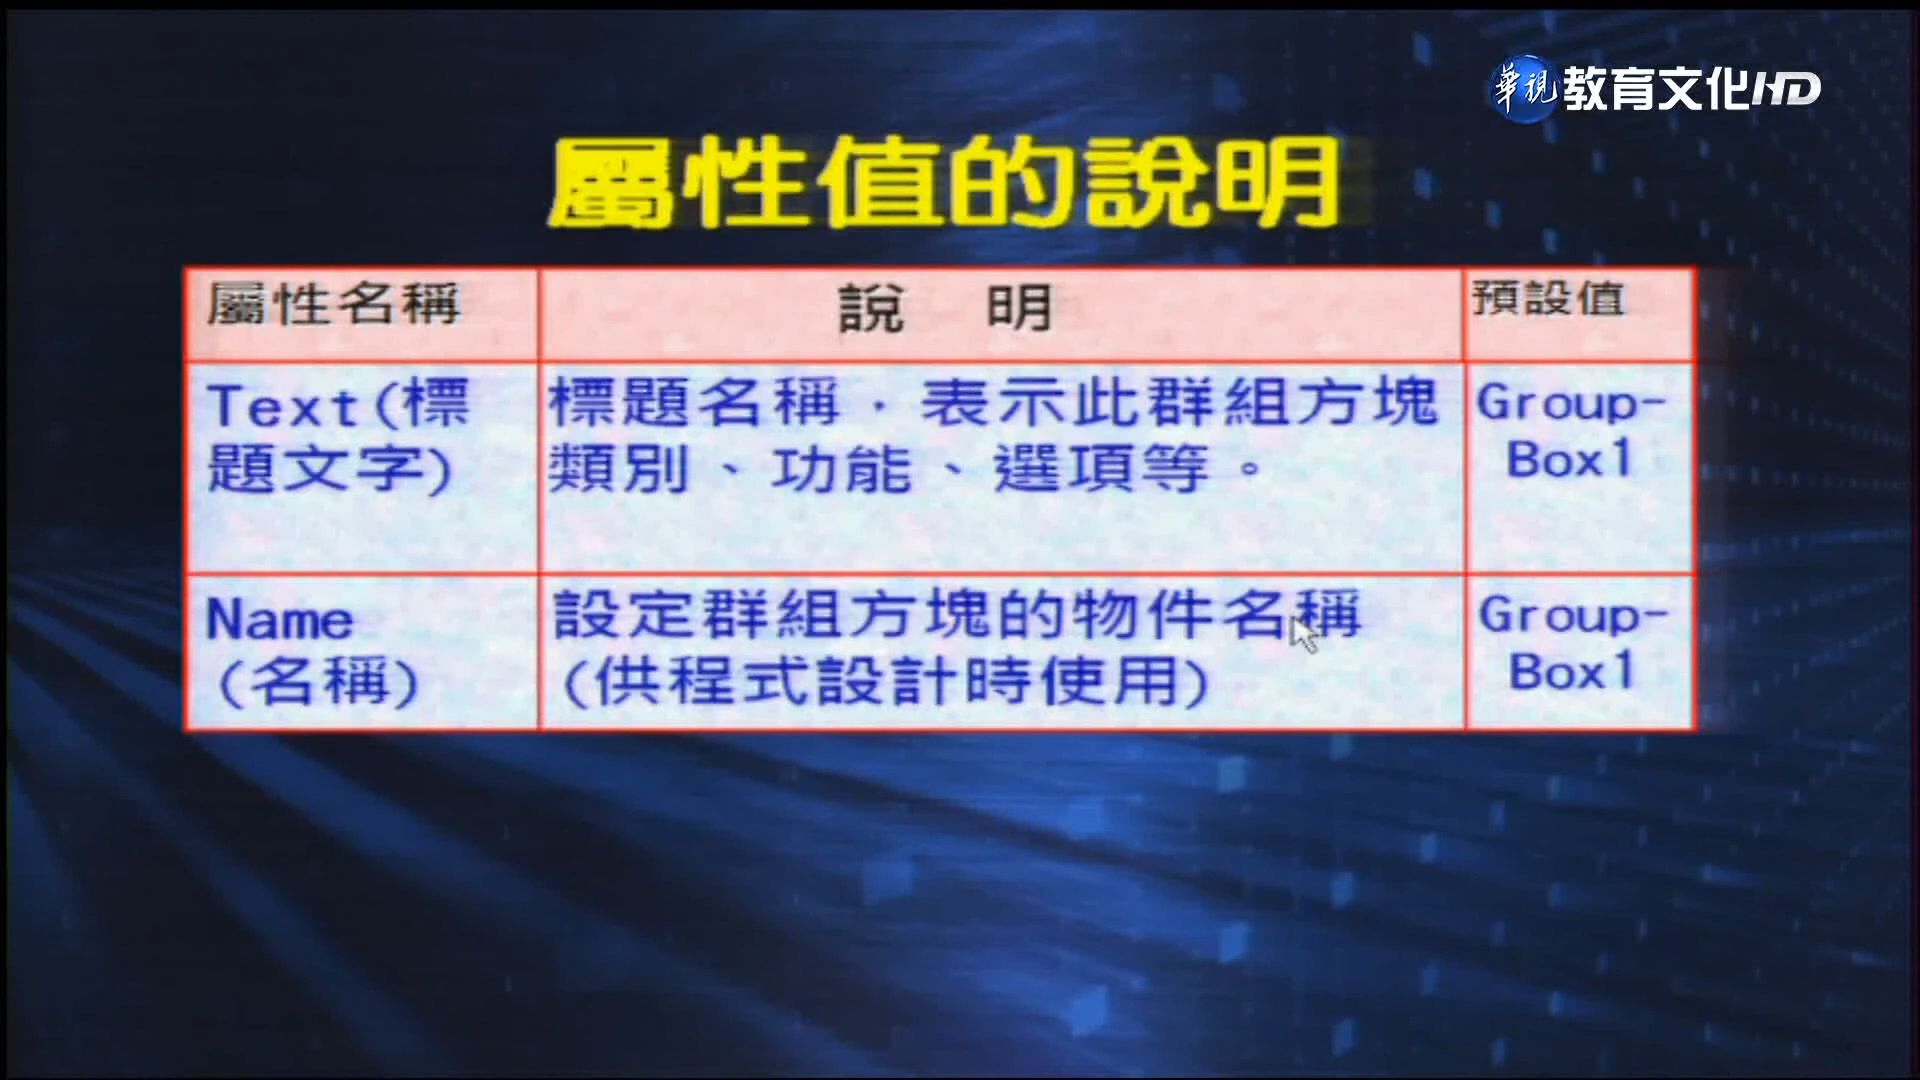 華視 教育文化HD
屬性值的說明
屬性名稱
說 明
預設值
Text(標
題文字)
標題名稱．表示此群組方塊
類別、功能、選項等。
Group-
Box1
Name
(名稱)
設定群組方塊的物件名稱
(供程式設計時使用)
Group-
Box1